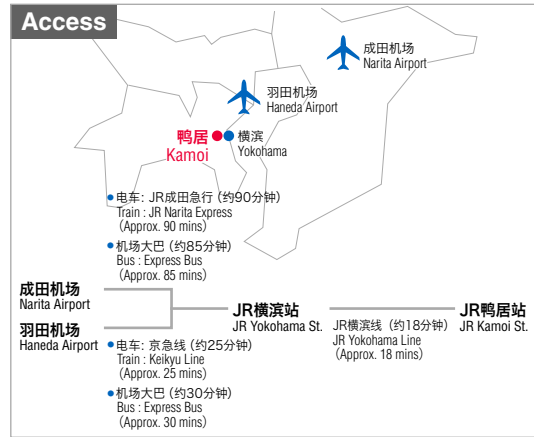 Access
成田机场
Narita Airport
羽田机场
Haneda Airport
鸭居
Kamoi
横滨
Yokohama
●电车: JR成田急行 (约90分钟)
Train : JR Narita Express
(Approx. 90 mins)
●机场大巴 (约85分钟)
Bus : Express Bus
(Approx. 85 mins)
成田机场
Narita Airport
羽田机场
Haneda Airport
JR横滨站
JR Yokohama St.
JR横滨线 (约18分钟)
JR Yokohama Line
(Approx. 18 mins)
JR鸭居站
JR Kamoi St.
●电车: 京急线 (约25分钟)
Train : Keikyu Line
(Approx. 25 mins)
●机场大巴 (约30分钟)
Bus : Express Bus
(Approx. 30 mins)